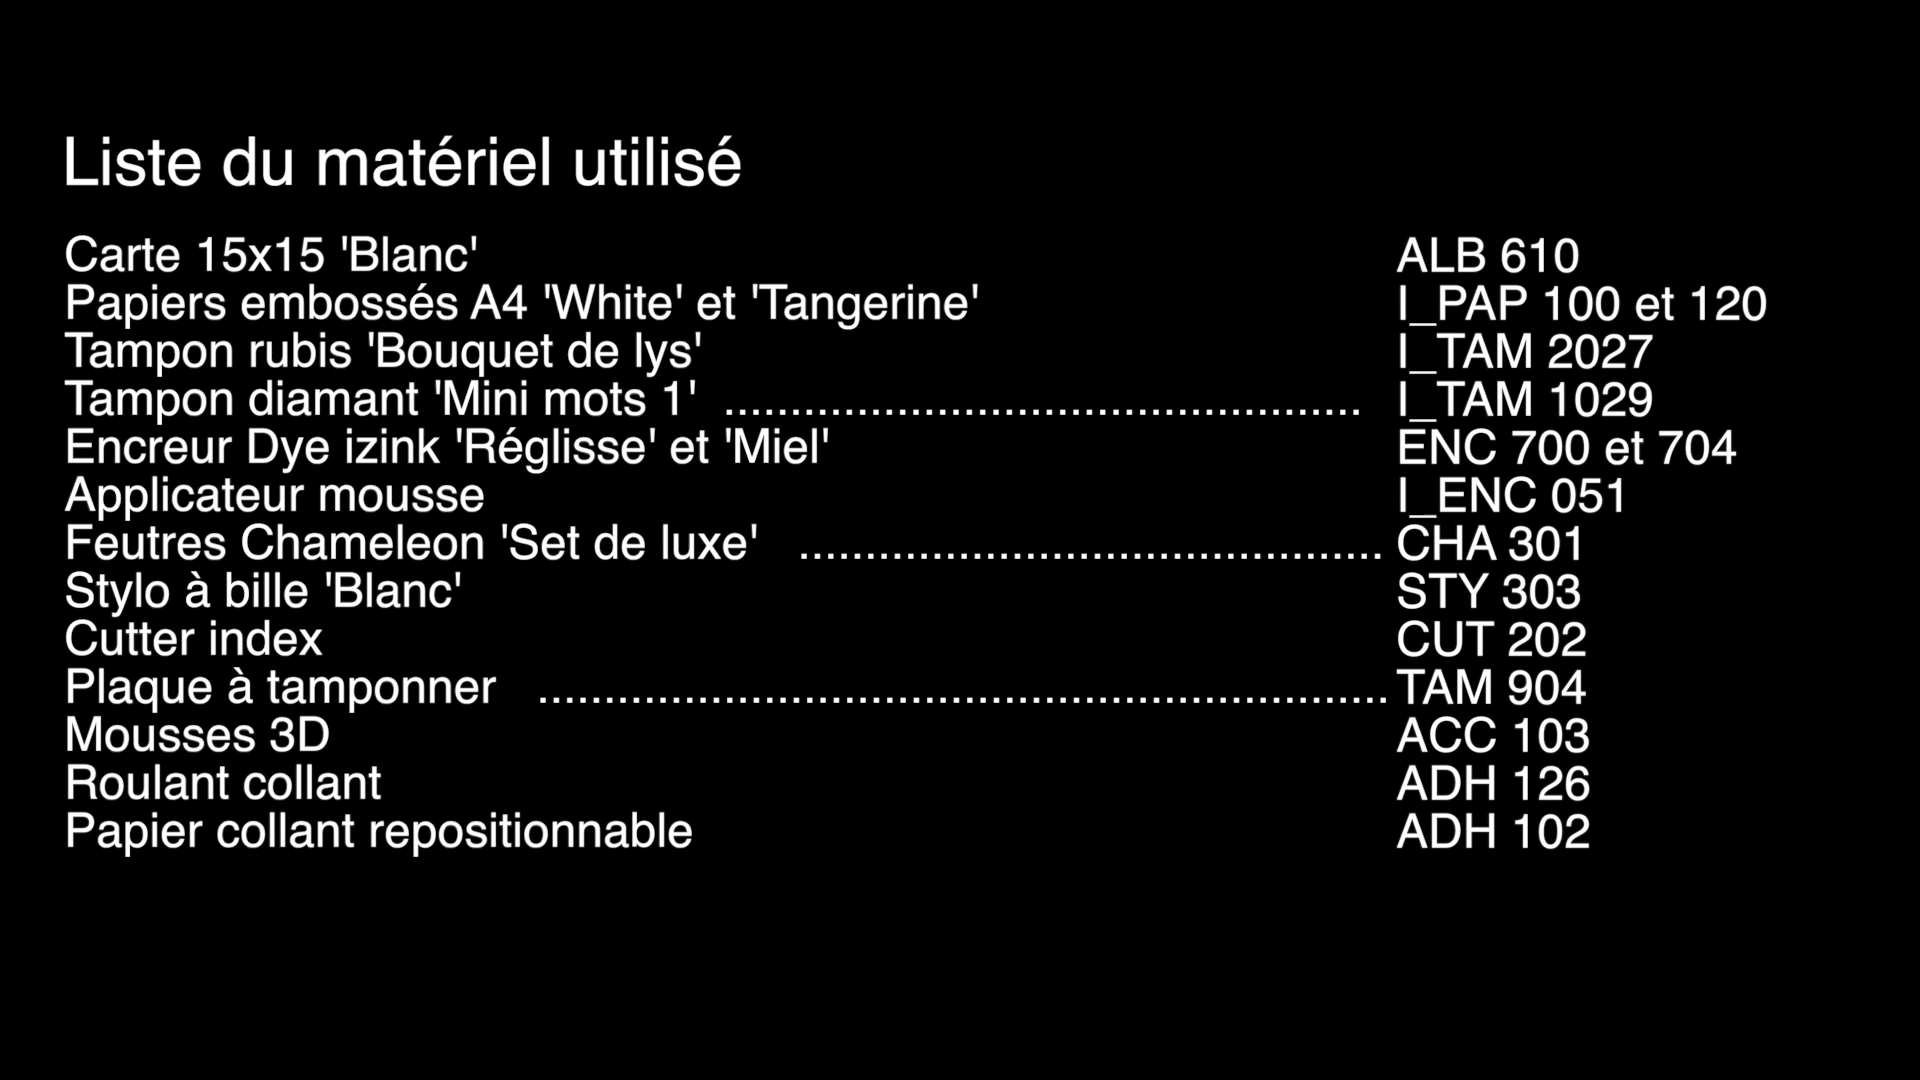 Liste du matériel utilisé
Carte 15x15 'Blanc' ALB 610
Papiers embossés A4 'White' et 'Tangerine' I_PAP 100 et 120
Tampon rubis 'Bouquet de lys' I_TAM 2027
Tampon diamant 'Mini mots 1' ................................................ I_TAM 1029
Encreur Dye izink 'Réglisse' et 'Miel' ENC 700 et 704
Applicateur mousse I_ENC 051
Feutres Chameleon 'Set de luxe' ............................................ CHA 301
Stylo à bille 'Blanc' STY 303
Cutter index CUT 202
Plaque à tamponner ................................................................ TAM 904
Mousses 3D ACC 103
Roulant collant ADH 126
Papier collant repositionnable ADH 102